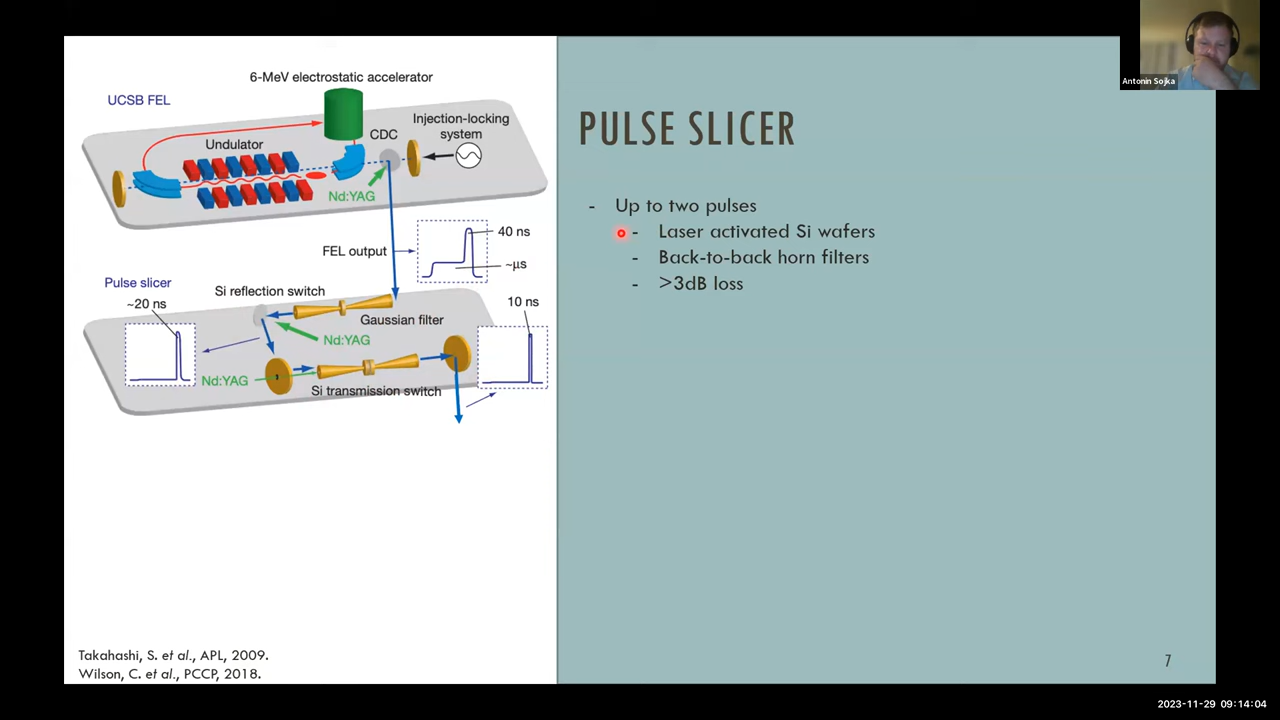 Antonin Sojka
6-MeV electrostatic accelerator
UCSB FEL
Injection-locking
system
CDC
Undulator
Nd:YAG
FEL output
40 ns
~μs
Pulse slicer
Si reflection switch
~20 ns
10 ns
Gaussian filter
Nd:YAG
Nd:YAG
Si transmission switch
Takahashi, S. et al., APL, 2009.
Wilson, C. et al., PCCP, 2018.
PULSE SLICER
- Up to two pulses
- Laser activated Si wafers
- Back-to-back horn filters
- >3dB loss
7
2023-11-29 09:14:04